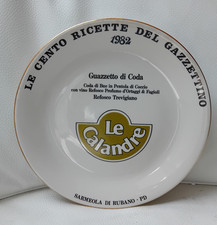 LE CENTO RICETTE DEL GAZZETTINO
1982
Guazzetto di Coda
Coda di Bue in Pentola di Coccio
con vino Refosco Profumo d'Ortaggi & Fagioli
Refosco Trevigiano
Le
Calandre
SARMEOLA DI RUBANO - PD